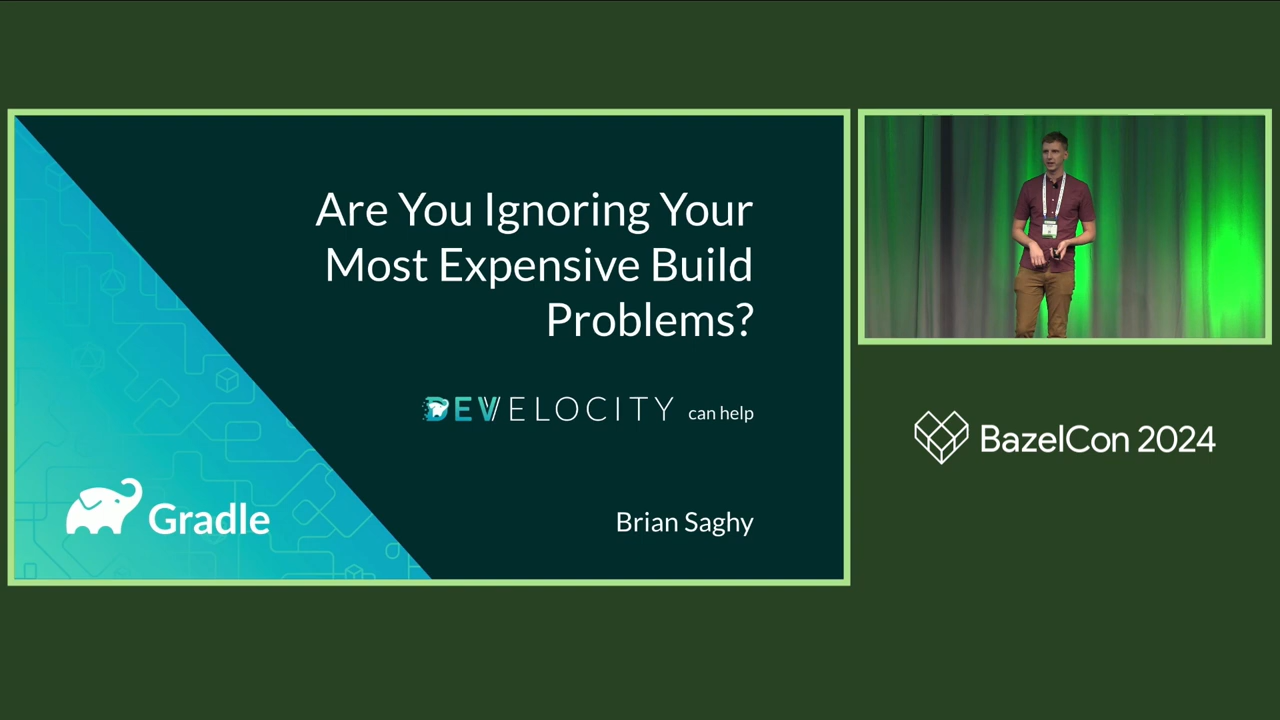 Are You Ignoring Your
Most Expensive Build
Problems?
DEVELOCITY can help
Gradle
Brian Saghy
BazelCon 2024